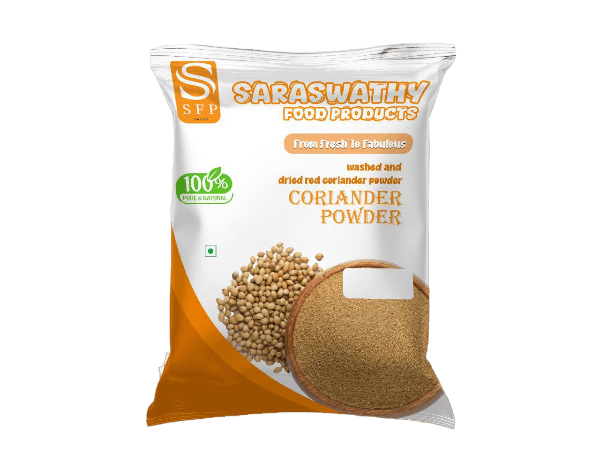 SFP
SARASWATHY
FOOD PRODUCTS
From Fresh To Fabulous
washed and
dried red coriander powder
CORIANDER
POWDER
100%
PURE & NATURAL